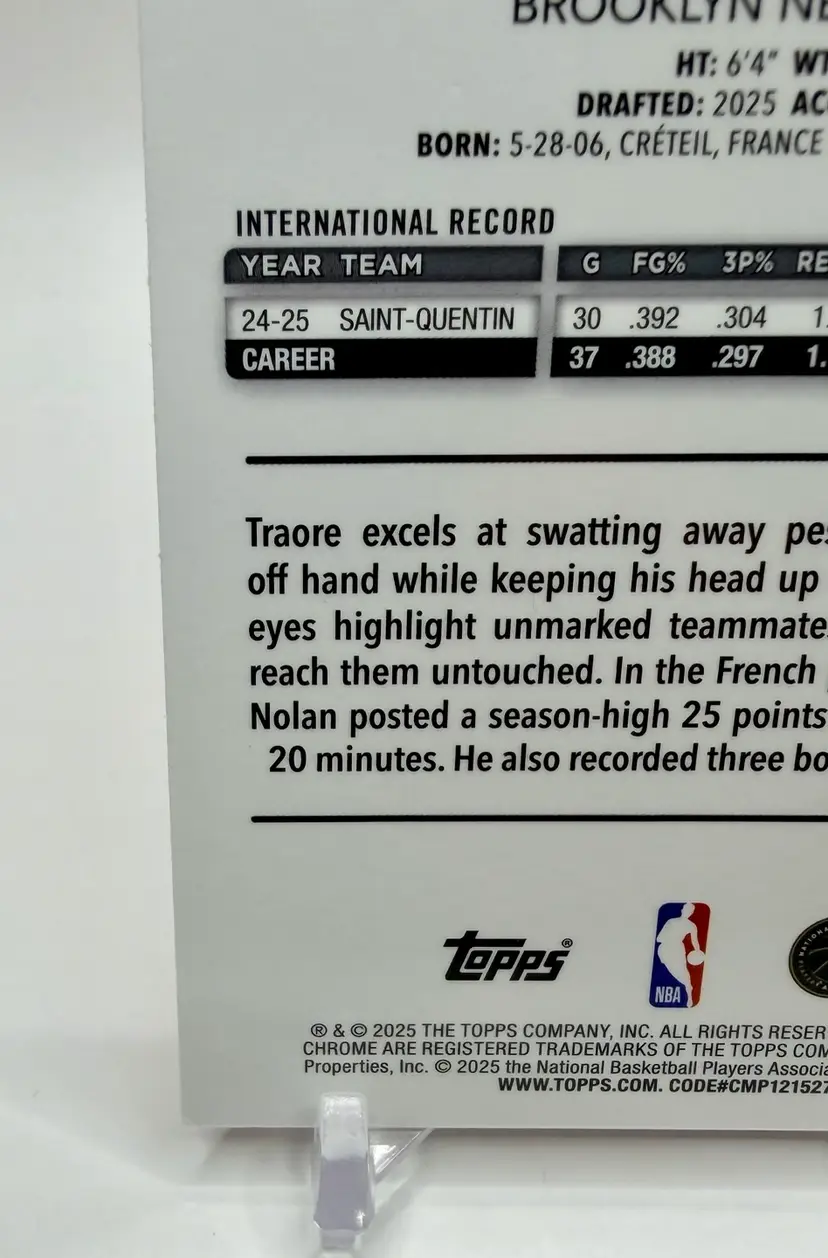 BROOKLYN NE
HT: 6'4" WT
DRAFTED: 2025 AC
BORN: 5-28-06, CRÉTEIL, FRANCE
INTERNATIONAL RECORD
YEAR TEAM G FG% 3P% RE
24-25 SAINT-QUENTIN 30 .392 .304 1.
CAREER 37 .388 .297 1.
Traore excels at swatting away pes
off hand while keeping his head up
eyes highlight unmarked teammate
reach them untouched. In the French
Nolan posted a season-high 25 points
20 minutes. He also recorded three bo
topps®
NBA
® & © 2025 THE TOPPS COMPANY, INC. ALL RIGHTS RESER
CHROME ARE REGISTERED TRADEMARKS OF THE TOPPS COM
Properties, Inc. © 2025 the National Basketball Players Associa
WWW.TOPPS.COM. CODE#CMP121527